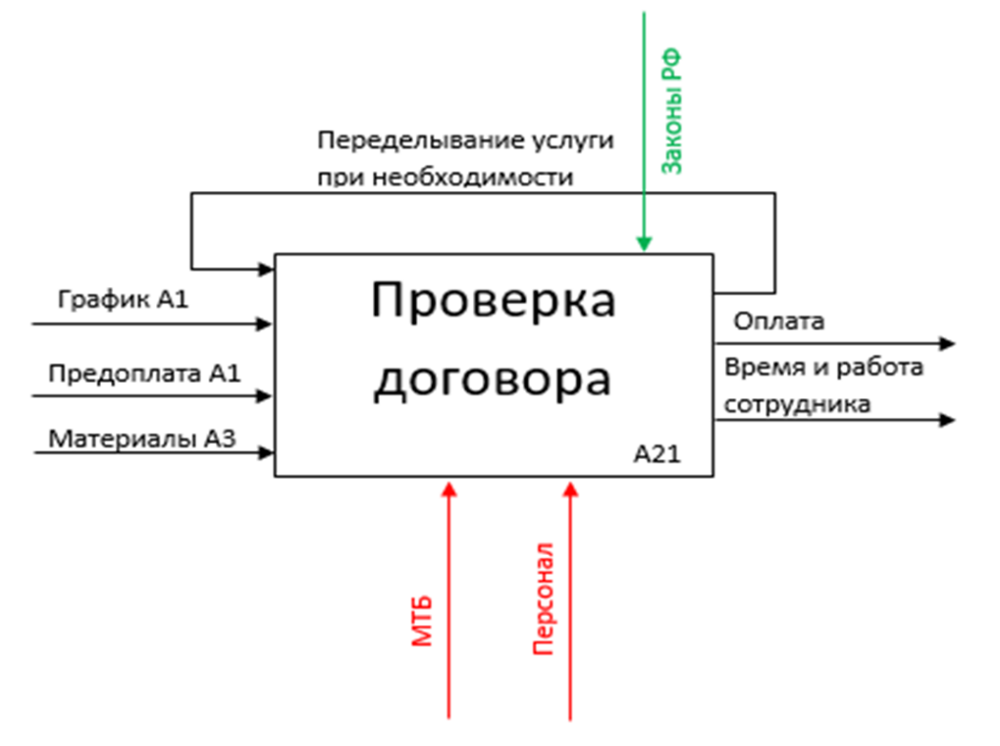 Законы РФ
Переделывание услуги
при необходимости
Проверка
договора
А21
График А1
Предоплата А1
Материалы А3
Оплата
Время и работа
сотрудника
МТБ
Персонал